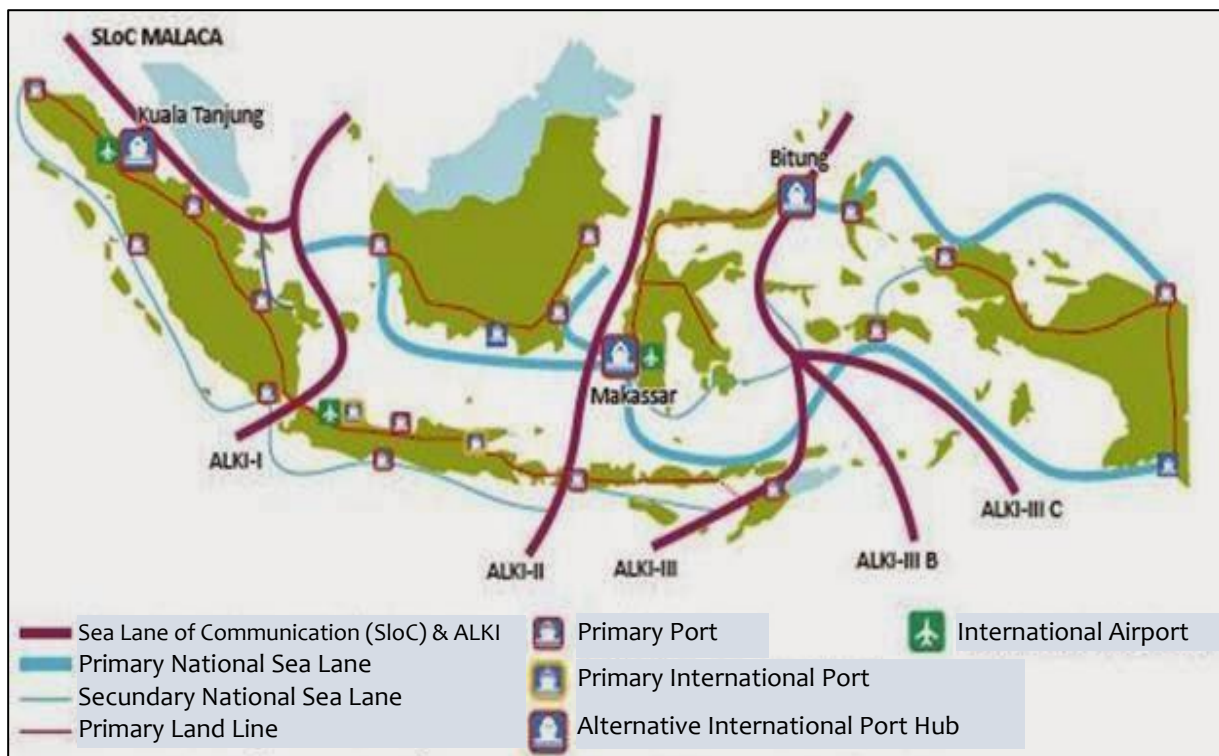 SLoC MALACA
Kuala Tanjung
Bitung
Makassar
ALKI-I
ALKI-II
ALKI-III
ALKI-III B
ALKI-III C
Sea Lane of Communication (SloC) & ALKI
Primary National Sea Lane
Secundary National Sea Lane
Primary Land Line
Primary Port
Primary International Port
Alternative International Port Hub
International Airport